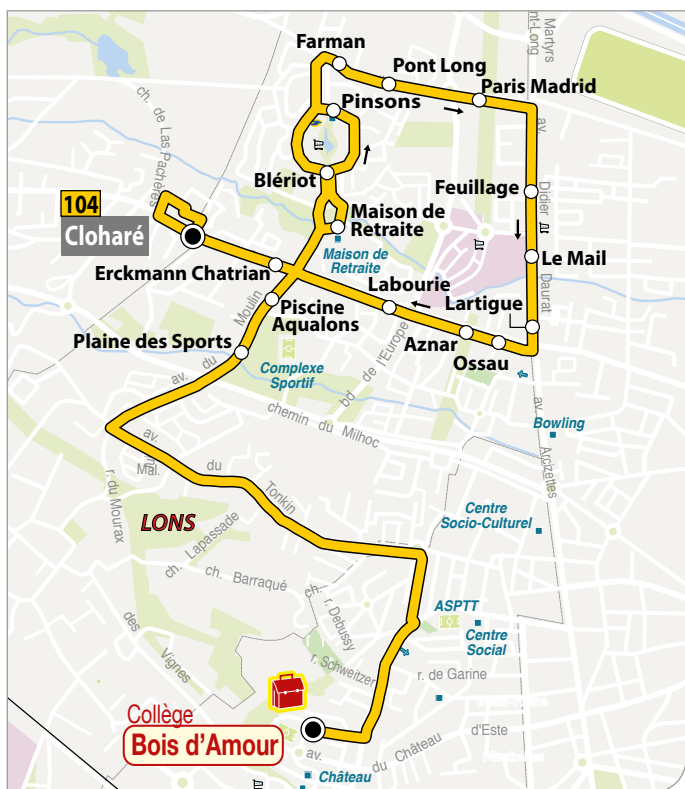 Martyrs
nt-Long
Farman
Pont Long
Paris Madrid
ch. de Las Pachères
Pinsons
av.
Didier
Daurat
Blériot
Feuillage
104
Cloharé
Maison de
Retraite
Maison de
Retraite
Le Mail
Erckmann Chatrian
Labourie
Lartigue
Piscine
Aqualons
Aznar
Ossau
Plaine des Sports
av. du Moulin
Complexe
Sportif
bd de l'Europe
chemin du Milhoc
av.
Arcizettes
Bowling
av.
Mal.
du
Tonkin
r. du Mourax
LONS
ch. Lapassade
Centre
Socio-Culturel
ch. Barraqué
ch.
r. Debussy
ASPTT
Centre
Social
des
Vignes
r. Schweitzer
r. de Garine
Collège
Bois d'Amour
av.
du Château
d'Este
Château